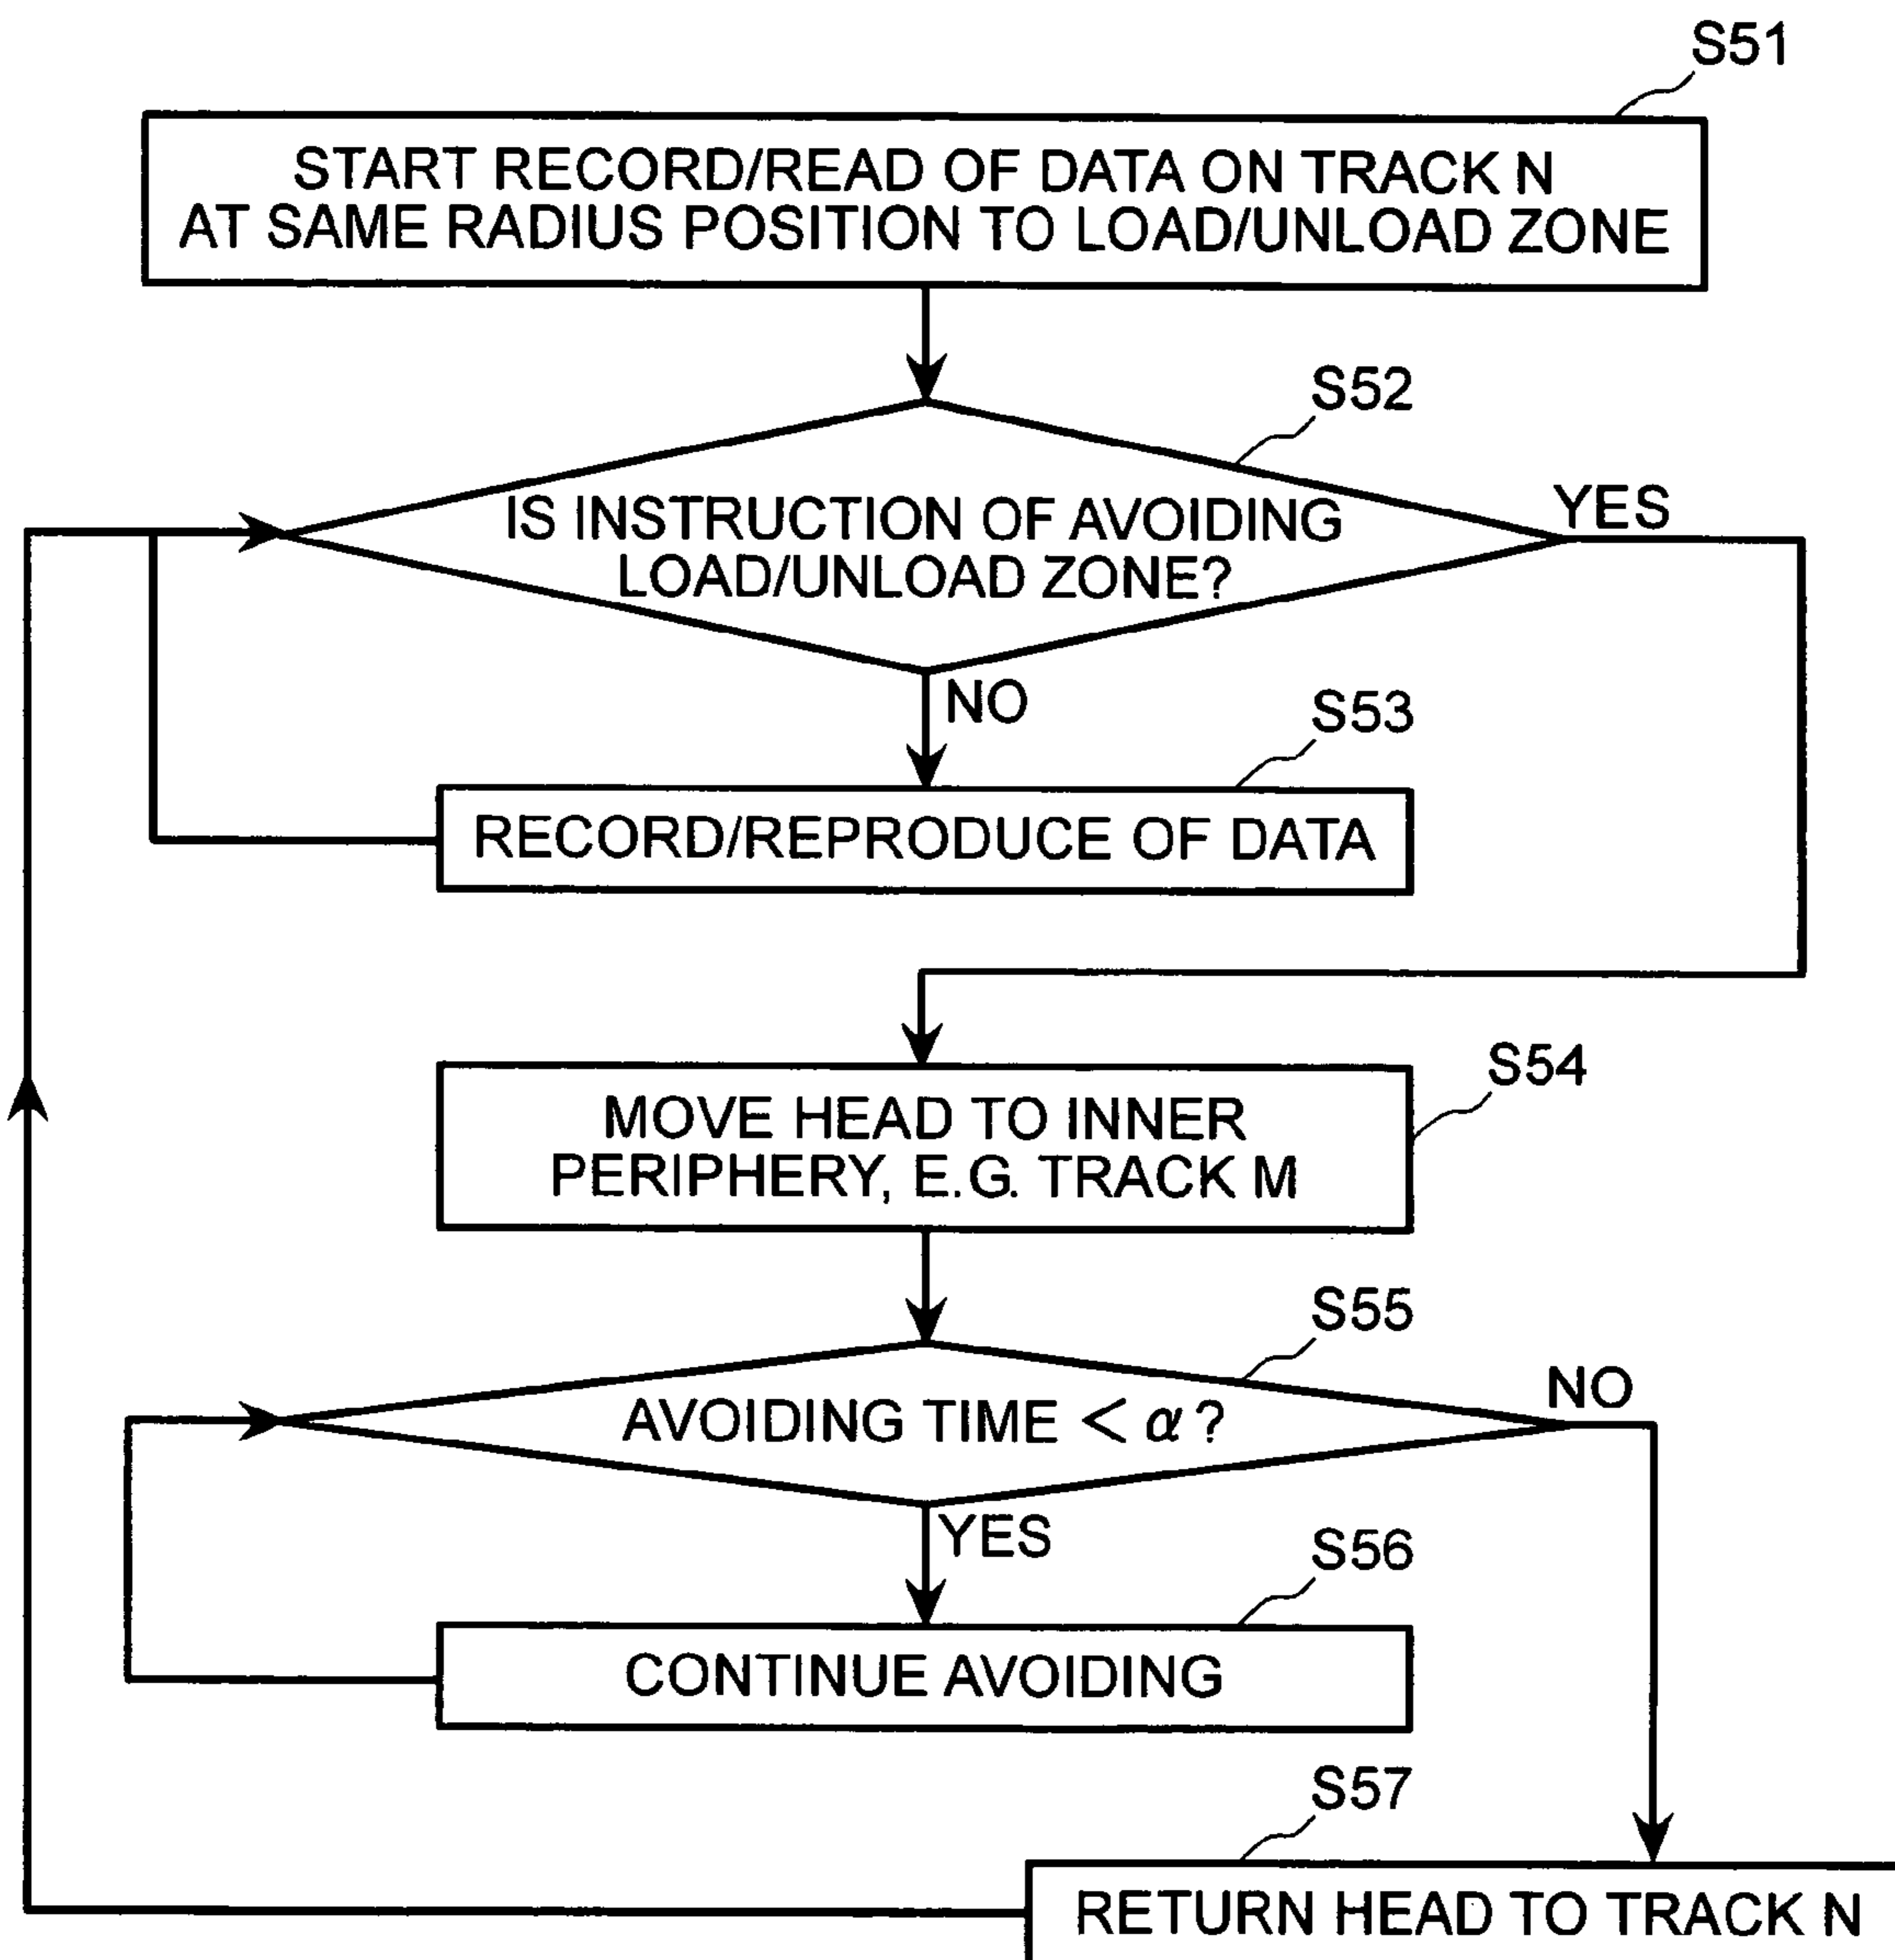 S51
START RECORD/READ OF DATA ON TRACK N
AT SAME RADIUS POSITION TO LOAD/UNLOAD ZONE
S52
IS INSTRUCTION OF AVOIDING
LOAD/UNLOAD ZONE?
YES
NO
S53
RECORD/REPRODUCE OF DATA
S54
MOVE HEAD TO INNER
PERIPHERY, E.G. TRACK M
S55
AVOIDING TIME < α ?
NO
YES
S56
CONTINUE AVOIDING
S57
RETURN HEAD TO TRACK N